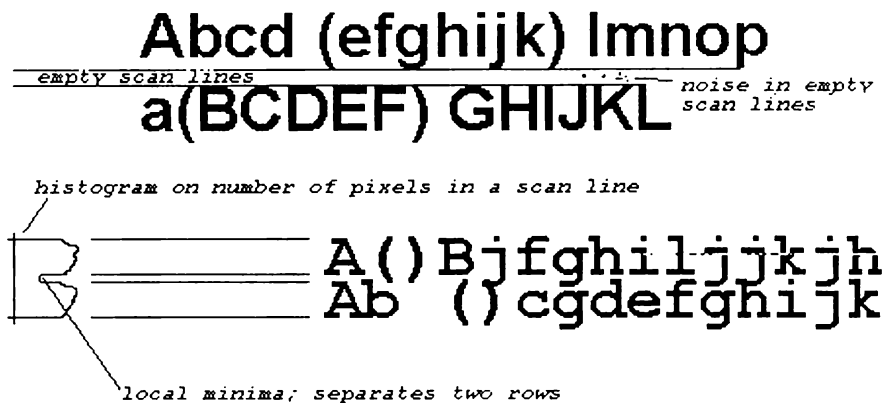 Abcd (efghijk) lmnop
empty scan lines
noise in empty
scan lines
a(BCDEF) GHIJKL
histogram on number of pixels in a scan line
A()Bjfghiljjkjh
Ab ()cgdefghijk
local minima; separates two rows